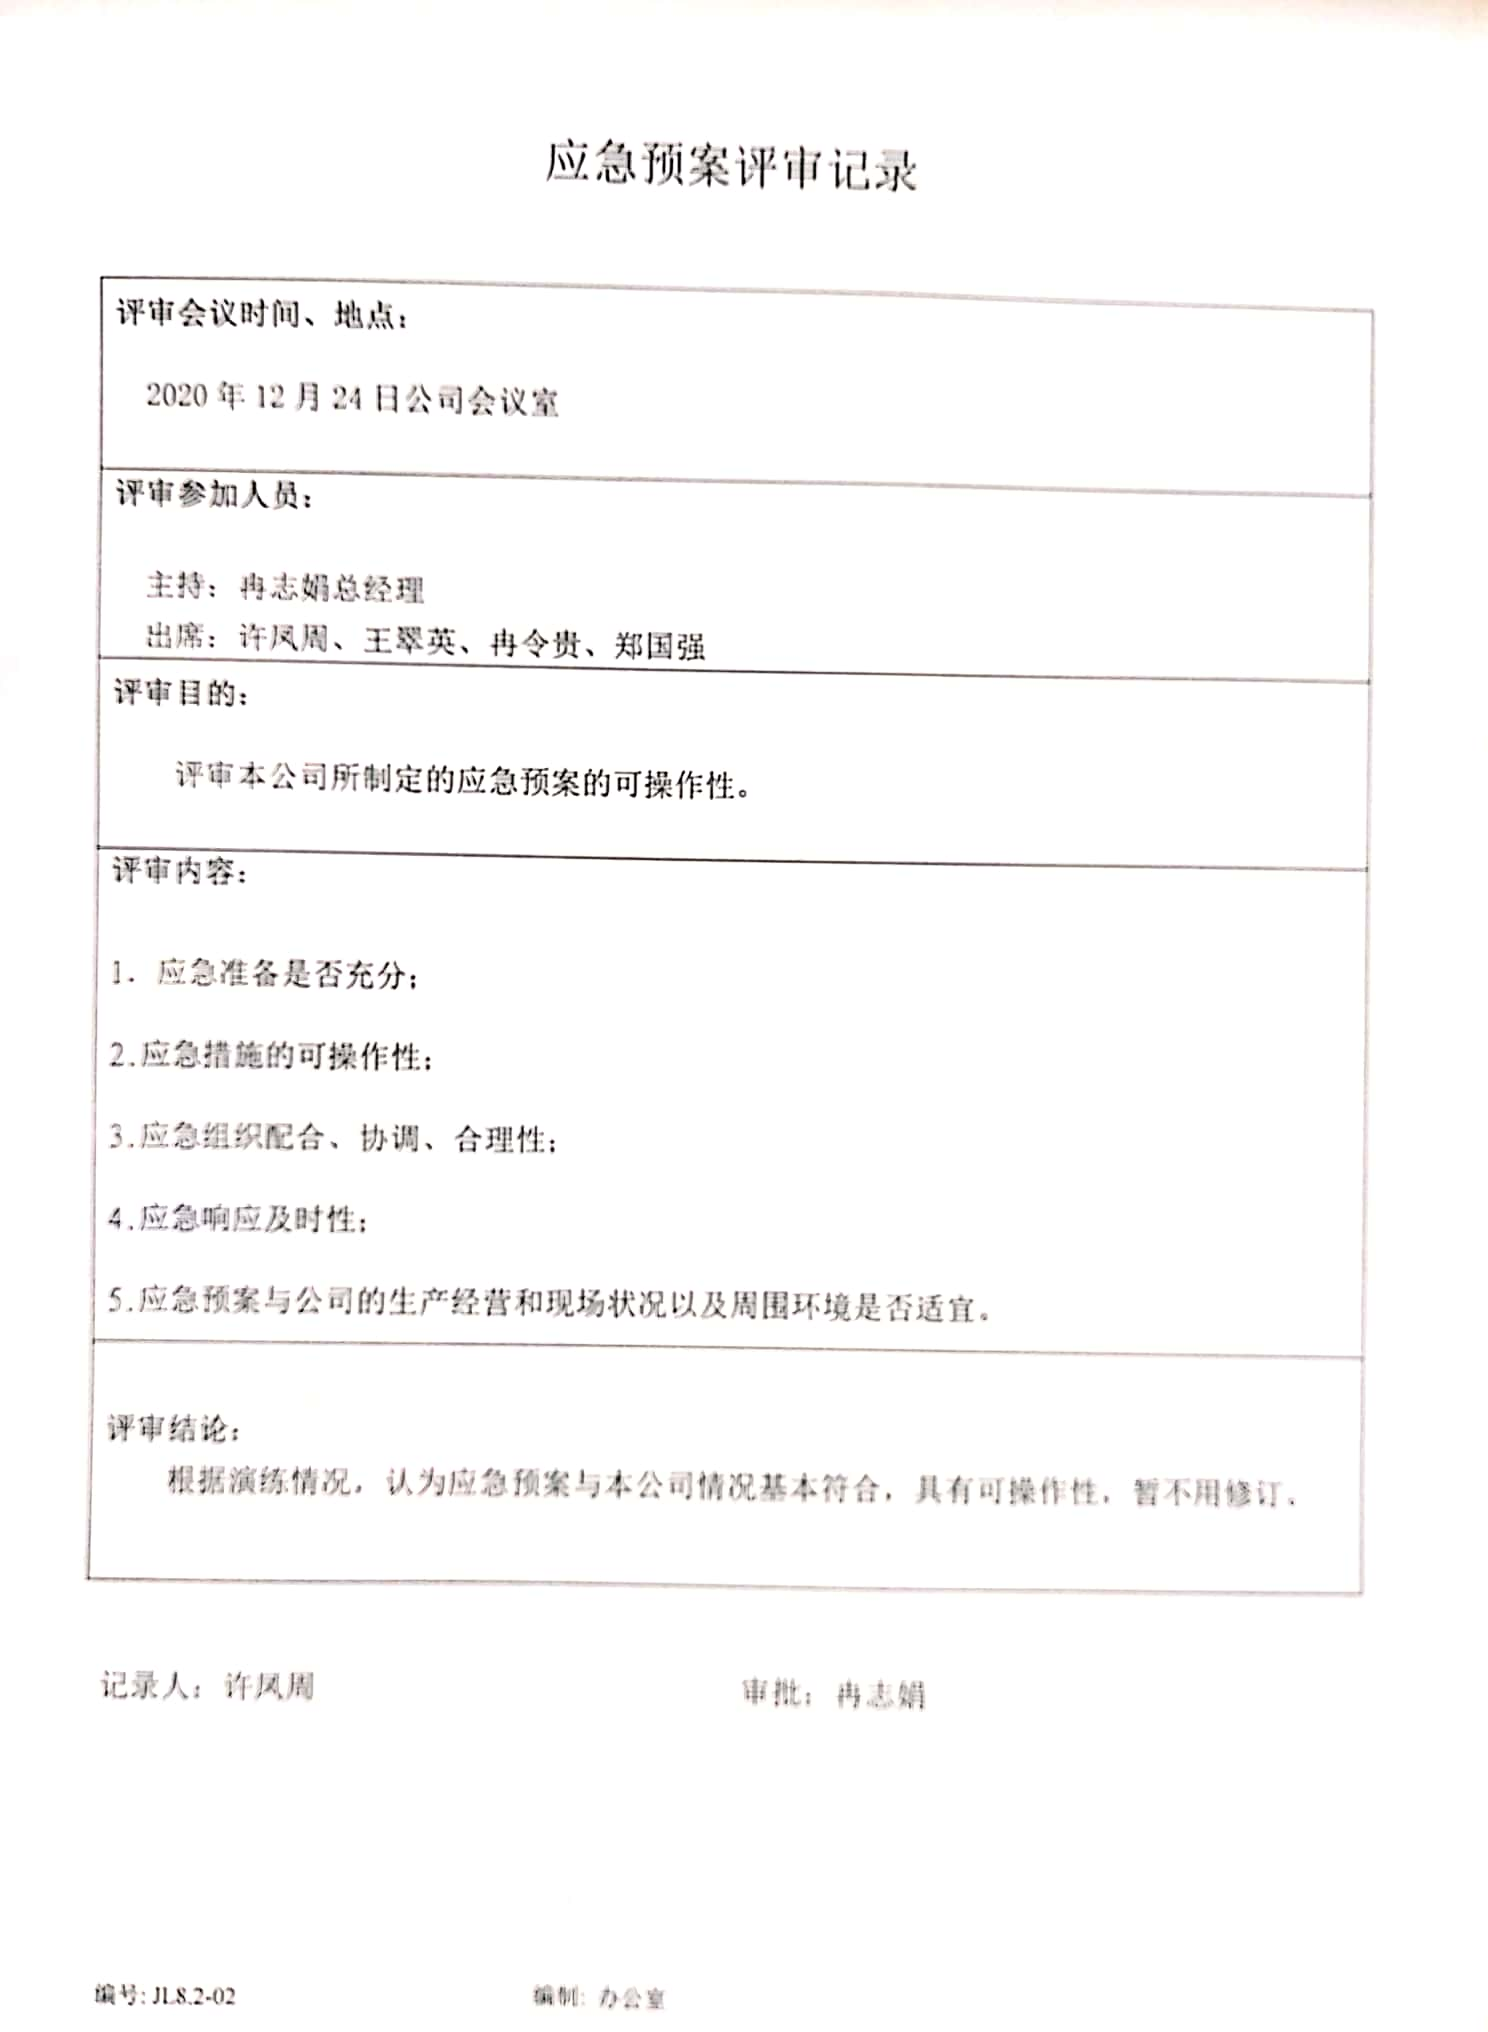 应急预案评审记录
评审会议时间、地点：
2020 年 12 月 24 日公司会议室
评审参加人员：
主持：冉志娟总经理
出席：许凤周、王翠英、冉令贵、郑国强
评审目的：
评审本公司所制定的应急预案的可操作性。
评审内容：
1. 应急准备是否充分；
2.应急措施的可操作性；
3.应急组织配合、协调、合理性；
4.应急响应及时性；
5.应急预案与公司的生产经营和现场状况以及周围环境是否适宜。
评审结论：
根据演练情况，认为应急预案与本公司情况基本符合，具有可操作性，暂不用修订。
记录人：许凤周 审批：冉志娟
编号: JL8.2-02 编制: 办公室